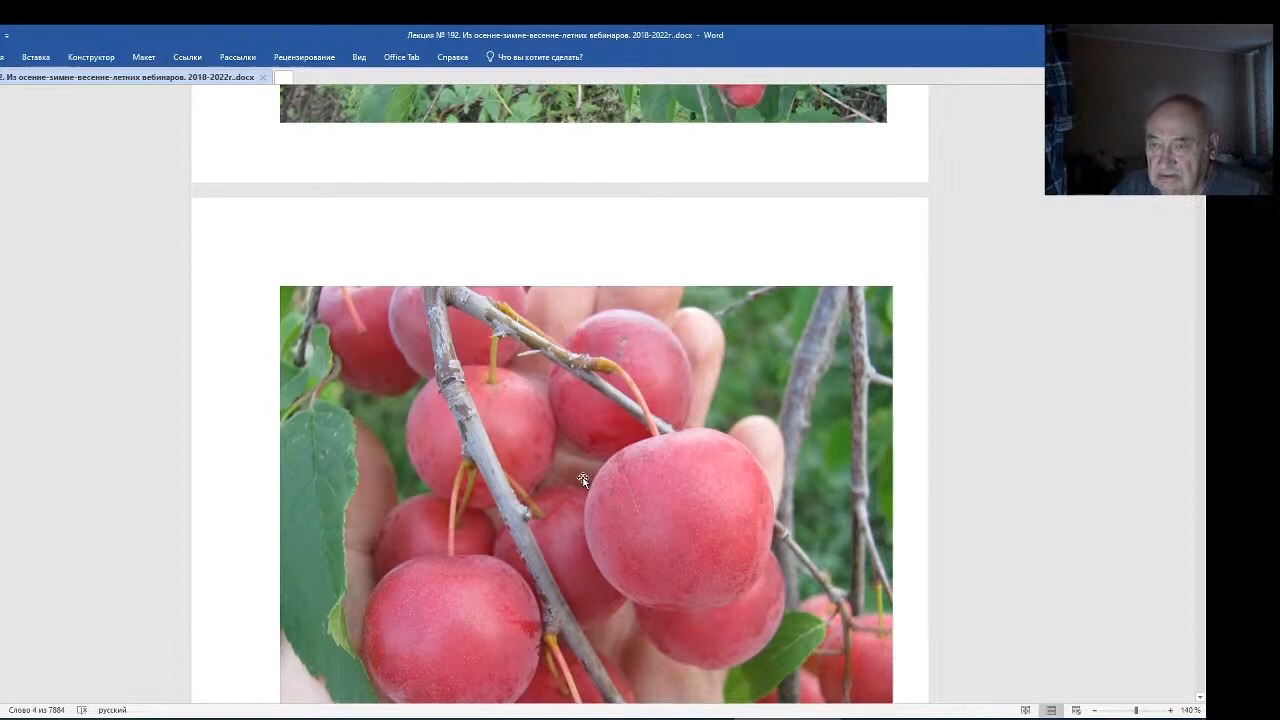 Лекция № 192. Из осенне-зимне-весенне-летних вебинаров. 2018-2022г..docx - Word
Вставка Конструктор Макет Ссылки Рассылки Рецензирование Вид Office Tab Справка Что вы хотите сделать?
2. Из осенне-зимне-весенне-летних вебинаров. 2018-2022г..docx
Слово 4 из 7884 русский 140 %